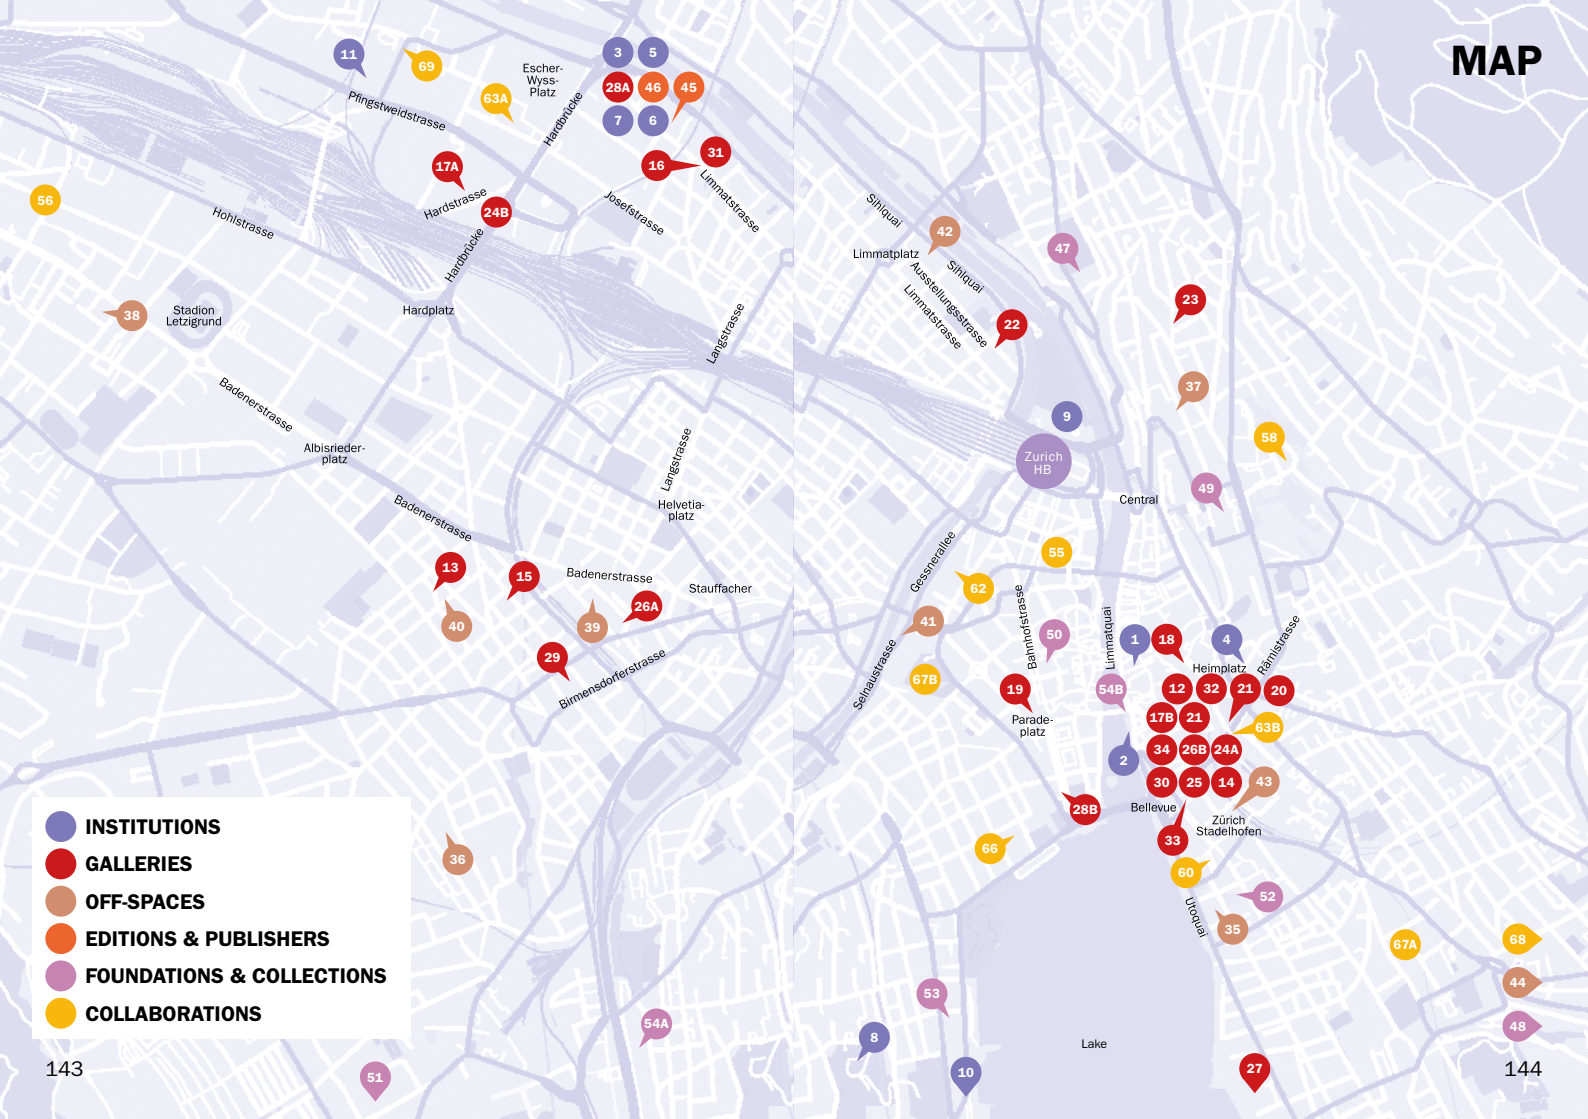 MAP
11
69
63A
Escher-
Wyss-
Platz
3
5
28A
46
45
7
6
Pfingstweidstrasse
Hardbrücke
17A
16
31
Hardstrasse
24B
Josefstrasse
Limmatstrasse
56
Hohlstrasse
Hardbrücke
38
Stadion
Letzigrund
Hardplatz
Langstrasse
Badenerstrasse
Albisrieder-
platz
Langstrasse
Badenerstrasse
Helvetia-
platz
13
15
Badenerstrasse
Stauffacher
40
39
26A
29
Birmensdorferstrasse
36
54A
51
INSTITUTIONS
GALLERIES
OFF-SPACES
EDITIONS & PUBLISHERS
FOUNDATIONS & COLLECTIONS
COLLABORATIONS
143
Sihlquai
42
47
Limmatplatz
Sihlquai
Ausstellungsstrasse
Limmatstrasse
22
23
37
9
58
Zurich
HB
49
Central
55
Gessnerallee
62
41
Bahnhofstrasse
50
Limmatquai
1
18
4
Rämistrasse
Heimplatz
Selnaustrasse
67B
19
54B
12
32
21
20
Parade-
platz
17B
21
63B
2
34
26B
24A
30
25
14
43
28B
Bellevue
Zürich
Stadelhofen
66
33
60
52
Utoquai
35
67A
68
44
48
53
8
10
Lake
27
144